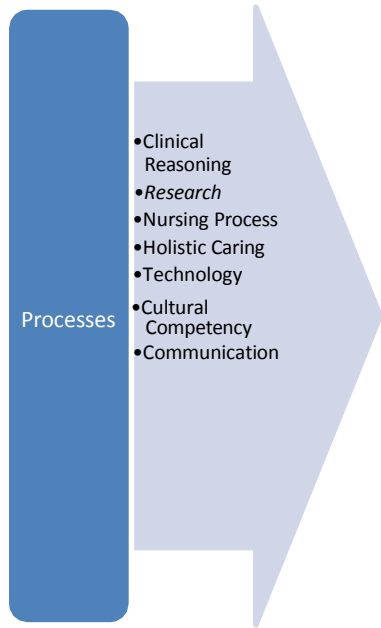 Processes
•Clinical
Reasoning
•Research
•Nursing Process
•Holistic Caring
•Technology
•Cultural
Competency
•Communication